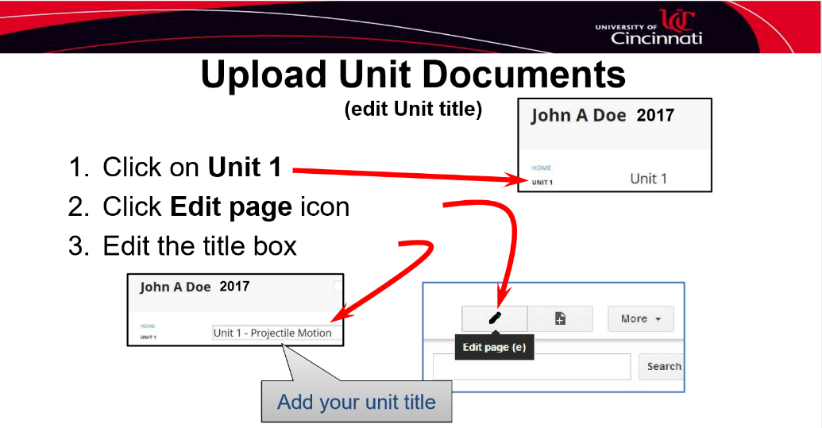 UNIVERSITY OF
UC
Cincinnati
Upload Unit Documents
(edit Unit title)
John A Doe 2017
HOME
UNIT 1
Unit 1
1. Click on Unit 1
2. Click Edit page icon
3. Edit the title box
John A Doe 2017
HOME
UNIT 1
Unit 1 - Projectile Motion
Add your unit title
More
Edit page (e)
Search